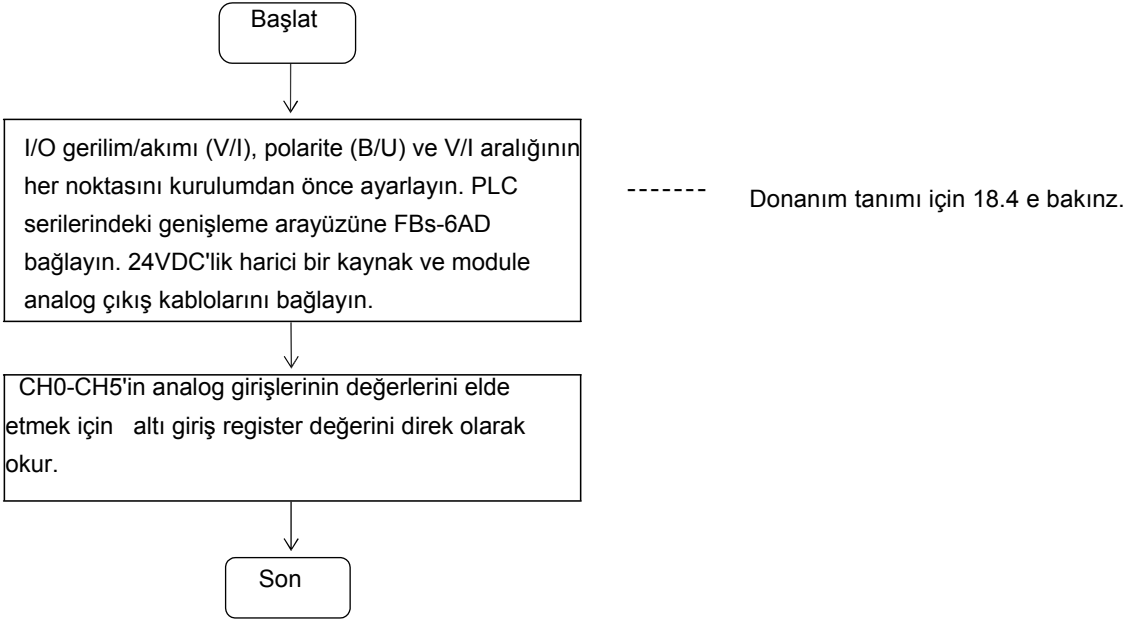 Başlat
I/O gerilim/akımı (V/I), polarite (B/U) ve V/I aralığının
her noktasını kurulumdan önce ayarlayın. PLC
serilerindeki genişleme arayüzüne FBs-6AD
bağlayın. 24VDC'lik harici bir kaynak ve module
analog çıkış kablolarını bağlayın.
------- Donanım tanımı için 18.4 e bakınz.
CH0-CH5'in analog girişlerinin değerlerini elde
etmek için altı giriş register değerini direk olarak
okur.
Son